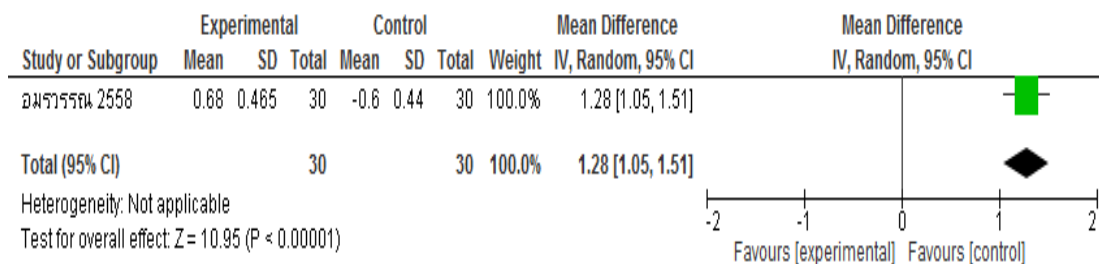 Experimental Control Mean Difference Mean Difference
Study or Subgroup Mean SD Total Mean SD Total Weight IV, Random, 95% CI IV, Random, 95% CI
อมรวรรณ 2558 0.68 0.465 30 -0.6 0.44 30 100.0% 1.28 [1.05, 1.51]
Total (95% CI) 30 30 100.0% 1.28 [1.05, 1.51]
Heterogeneity: Not applicable
Test for overall effect: Z = 10.95 (P < 0.00001)
-2 -1 0 1 2
Favours [experimental] Favours [control]